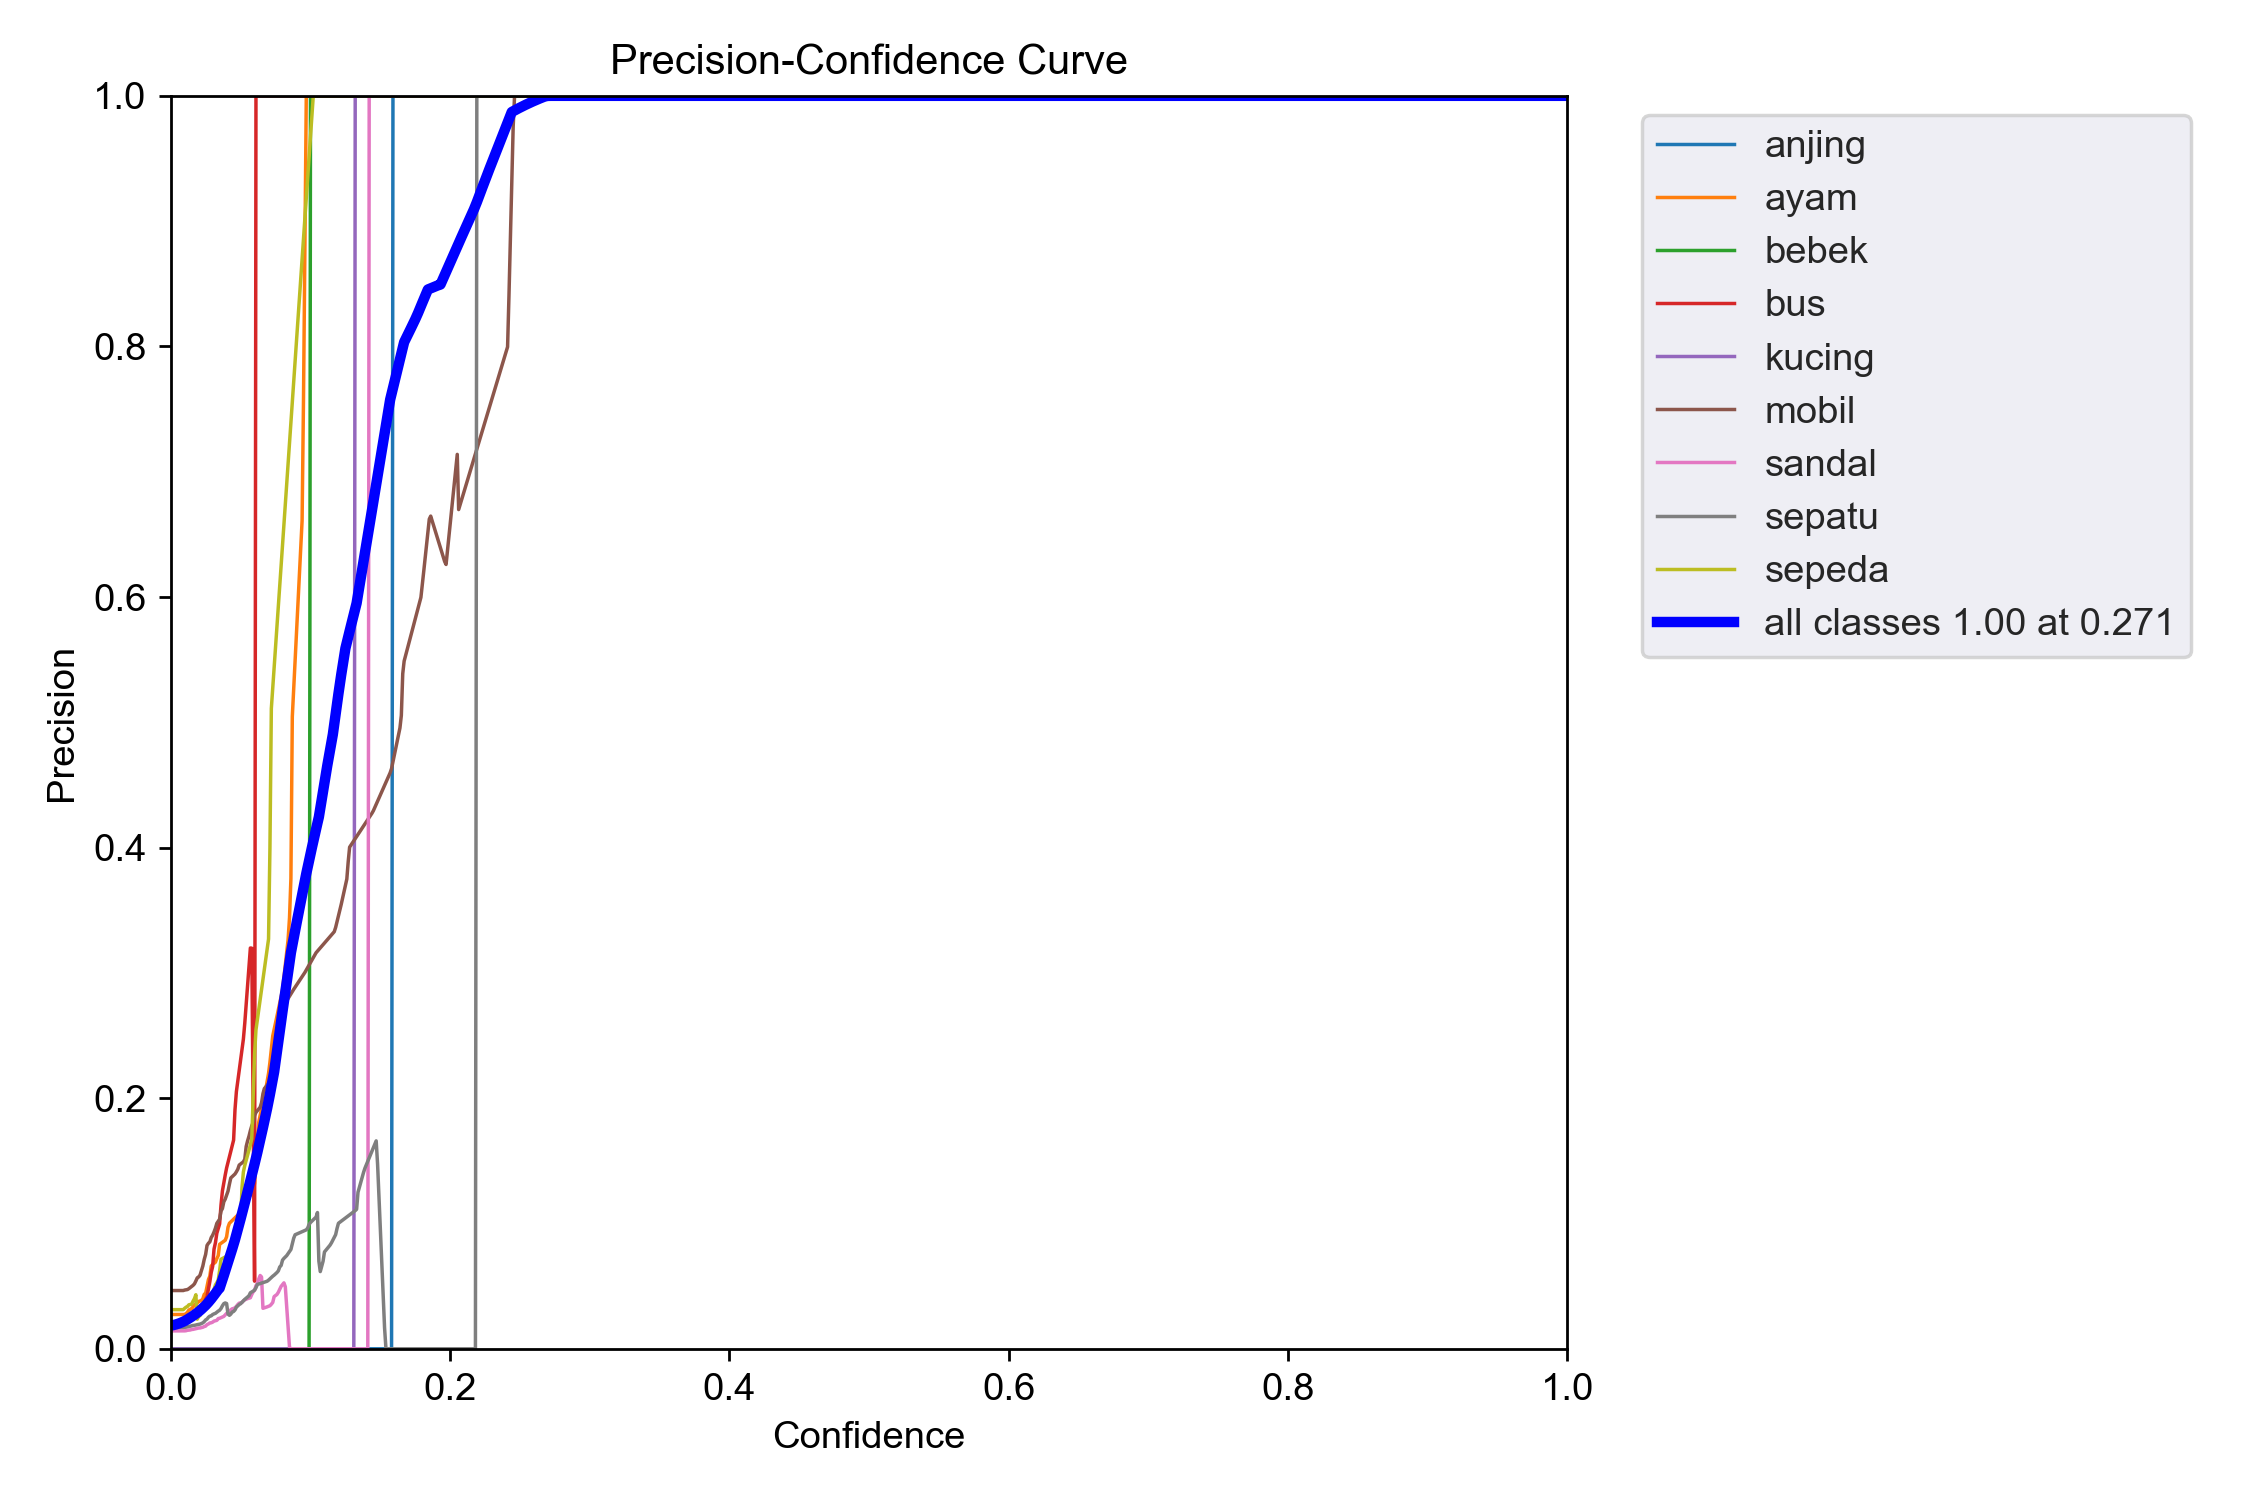 Precision-Confidence Curve
1.0
0.8
0.6
0.4
0.2
0.0
Precision
0.0 0.2 0.4 0.6 0.8 1.0
Confidence
anjing
ayam
bebek
bus
kucing
mobil
sandal
sepatu
sepeda
all classes 1.00 at 0.271